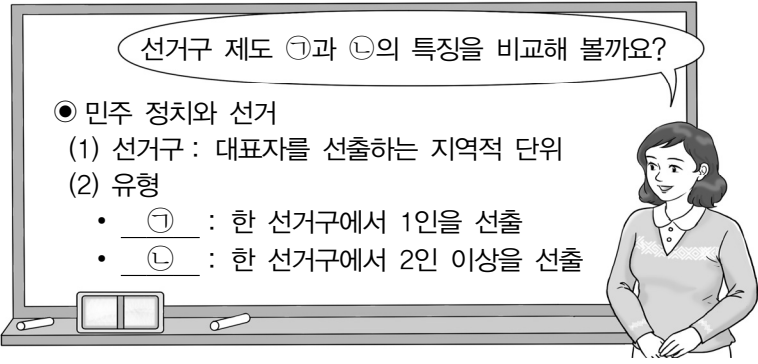 선거구 제도 ㉠과 ㉡의 특징을 비교해 볼까요?
◉ 민주 정치와 선거
(1) 선거구 : 대표자를 선출하는 지역적 단위
(2) 유형
• ㉠ : 한 선거구에서 1인을 선출
• ㉡ : 한 선거구에서 2인 이상을 선출